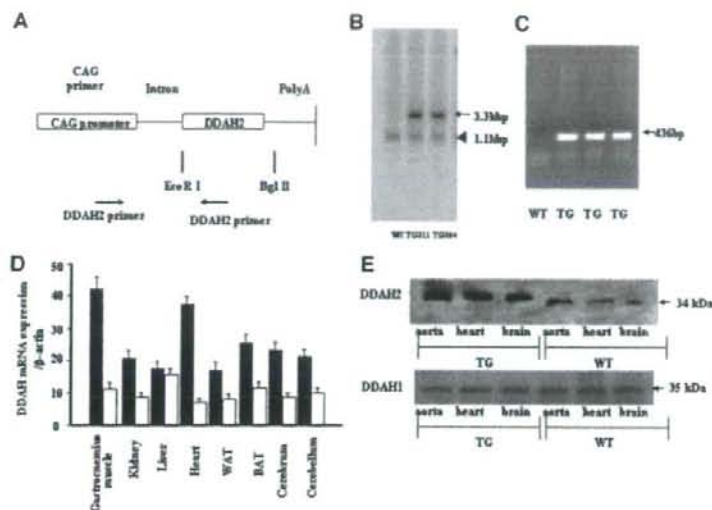 A
CAG
primer
Intron
PolyA
CAG promoter
DDAH2
EcoR I
Bgl II
DDAH2 primer
DDAH2 primer
B
3.3kbp
1.1kbp
WT TG211
C
436bp
WT TG TG TG
D
DDAH mRNA expression
/β-actin
50
40
30
20
10
0
Gastrocnemius
muscle
Kidney
Liver
Heart
WAT
BAT
Cerebrum
Cerebellum
E
DDAH2
34 kDa
aorta heart brain aorta heart brain
TG WT
DDAH1
35 kDa
aorta heart brain aorta heart brain
TG WT